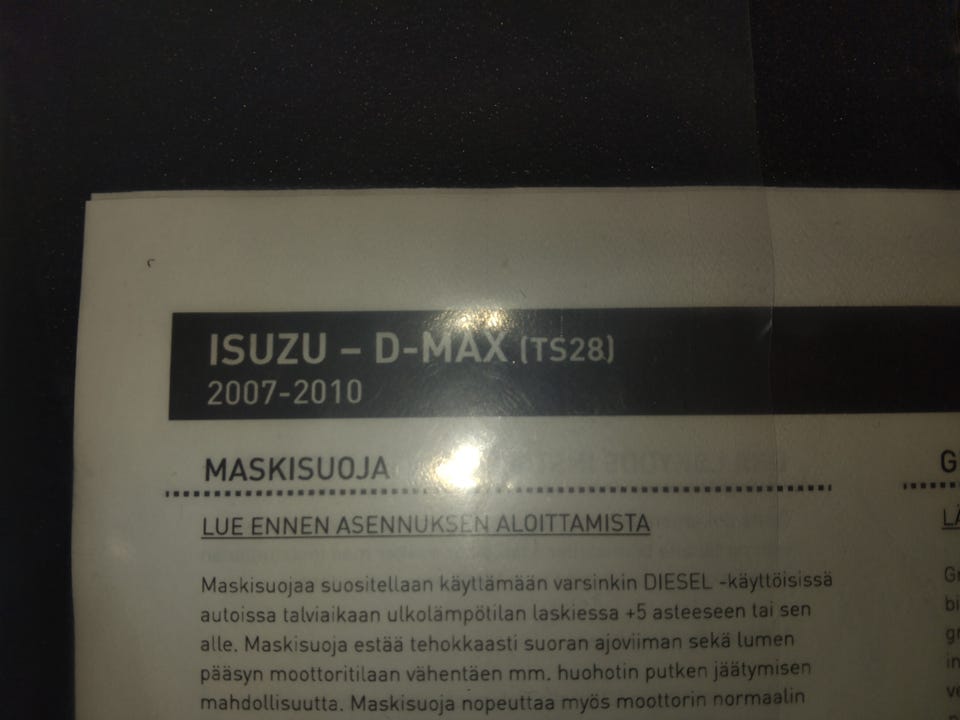 ISUZU – D-MAX (TS28)
2007-2010
MASKISUOJA
LUE ENNEN ASENNUKSEN ALOITTAMISTA
Maskisuojaa suositellaan käyttämään varsinkin DIESEL -käyttöisissä
autoissa talviaikaan ulkolämpötilan laskiessa +5 asteeseen tai sen
alle. Maskisuoja estää tehokkaasti suoran ajoviiman sekä lumen
pääsyn moottoritilaan vähentäen mm. huohotin putken jäätymisen
mahdollisuutta. Maskisuoja nopeuttaa myös moottorin normaalin